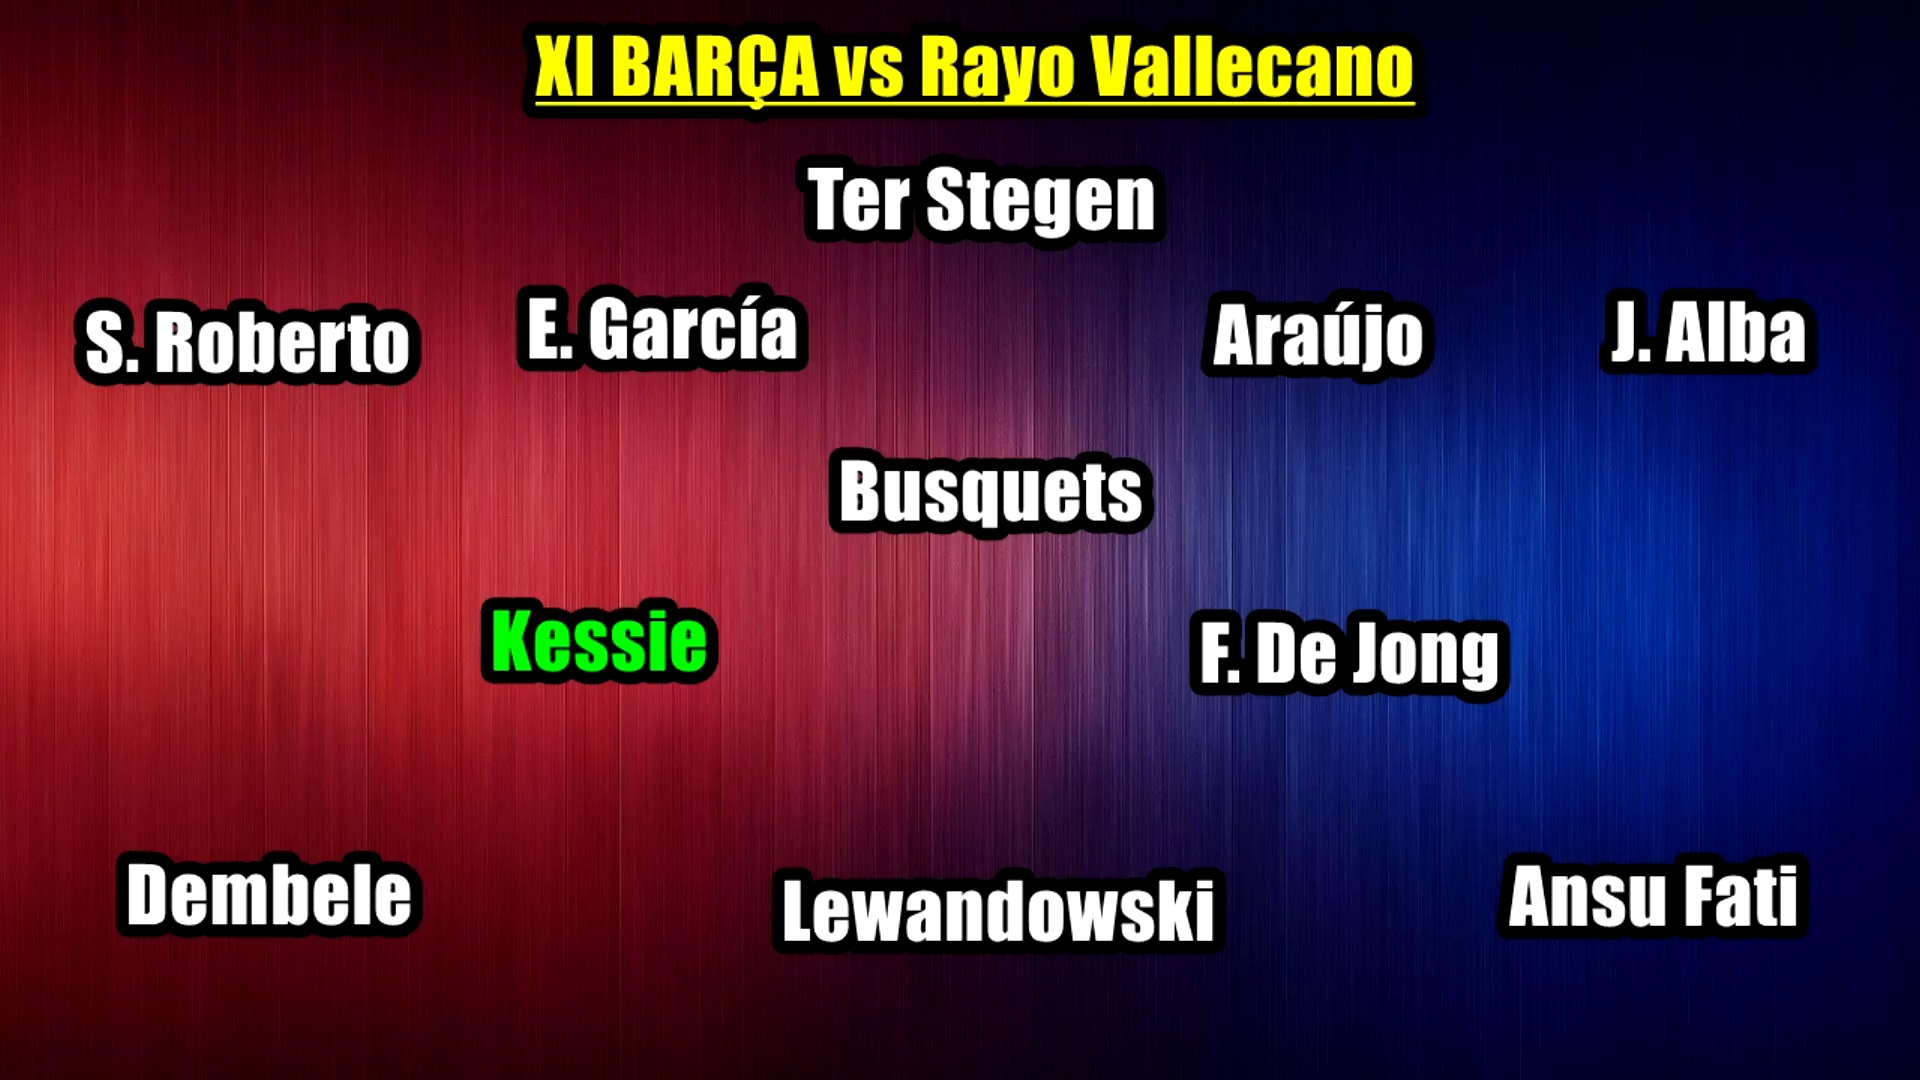 XI BARÇA vs Rayo Vallecano
Ter Stegen
S. Roberto
E. García
Araújo
J. Alba
Busquets
Kessie
F. De Jong
Dembele
Lewandowski
Ansu Fati